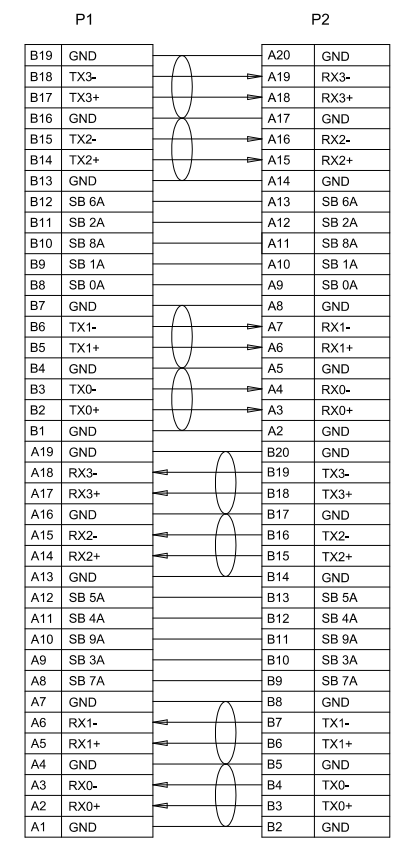 P1 P2
B19 GND A20 GND
B18 TX3- A19 RX3-
B17 TX3+ A18 RX3+
B16 GND A17 GND
B15 TX2- A16 RX2-
B14 TX2+ A15 RX2+
B13 GND A14 GND
B12 SB 6A A13 SB 6A
B11 SB 2A A12 SB 2A
B10 SB 8A A11 SB 8A
B9 SB 1A A10 SB 1A
B8 SB 0A A9 SB 0A
B7 GND A8 GND
B6 TX1- A7 RX1-
B5 TX1+ A6 RX1+
B4 GND A5 GND
B3 TX0- A4 RX0-
B2 TX0+ A3 RX0+
B1 GND A2 GND
A19 GND B20 GND
A18 RX3- B19 TX3-
A17 RX3+ B18 TX3+
A16 GND B17 GND
A15 RX2- B16 TX2-
A14 RX2+ B15 TX2+
A13 GND B14 GND
A12 SB 5A B13 SB 5A
A11 SB 4A B12 SB 4A
A10 SB 9A B11 SB 9A
A9 SB 3A B10 SB 3A
A8 SB 7A B9 SB 7A
A7 GND B8 GND
A6 RX1- B7 TX1-
A5 RX1+ B6 TX1+
A4 GND B5 GND
A3 RX0- B4 TX0-
A2 RX0+ B3 TX0+
A1 GND B2 GND